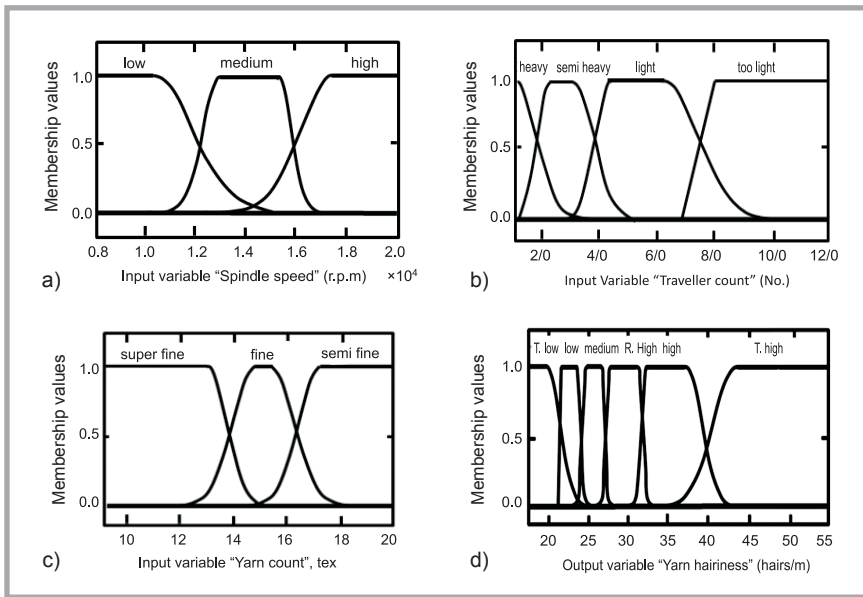 low medium high
Membership values
1.0
0.5
0.0
0.8 1.0 1.2 1.4 1.6 1.8 2.0
a) Input variable “Spindle speed” (r.p.m) ×10⁴
heavy semi heavy light too light
Membership values
1.0
0.5
0.0
2/0 4/0 6/0 8/0 10/0 12/0
b) Input Variable “Traveller count” (No.)
super fine fine semi fine
Membership values
1.0
0.5
0.0
10 12 14 16 18 20
c) Input variable “Yarn count”, tex
T. low low medium R. High high T. high
Membership values
1.0
0.5
0.0
20 25 30 35 40 45 50 55
d) Output variable “Yarn hairiness” (hairs/m)